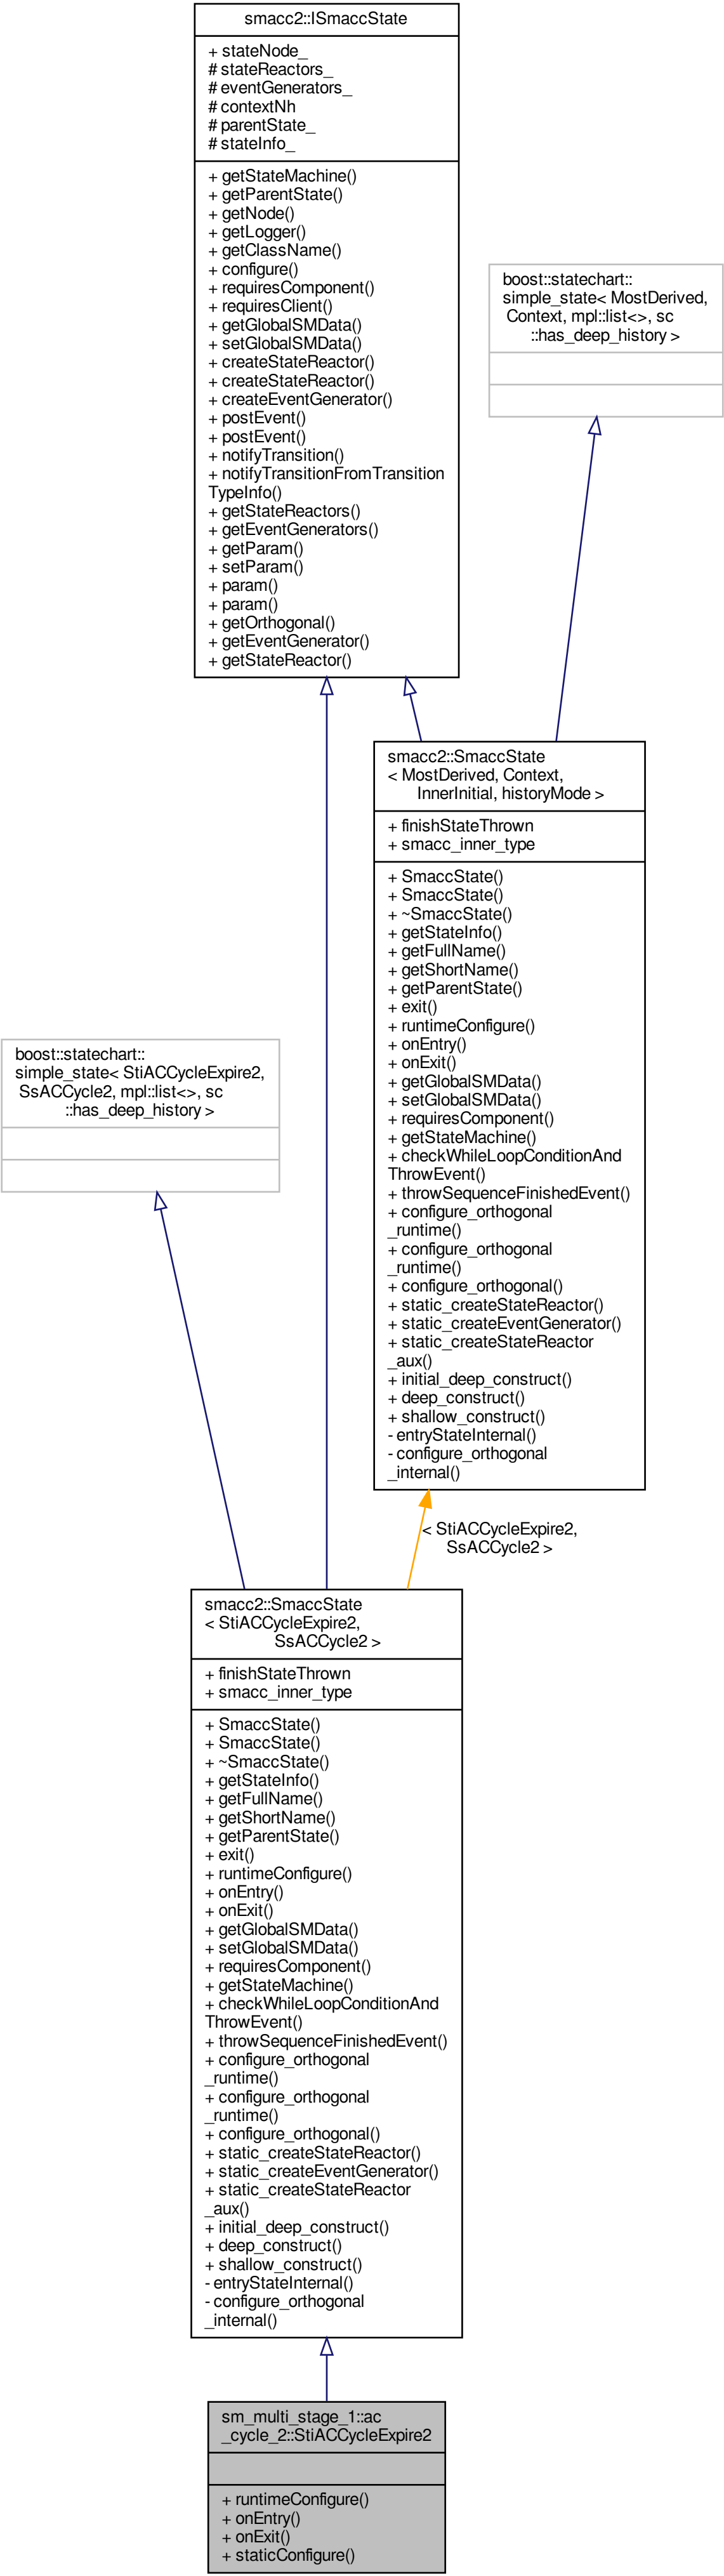 smacc2::ISmaccState
+ stateNode_
# stateReactors_
# eventGenerators_
# contextNh
# parentState_
# stateInfo_
+ getStateMachine()
+ getParentState()
+ getNode()
+ getLogger()
+ getClassName()
+ configure()
+ requiresComponent()
+ requiresClient()
+ getGlobalSMData()
+ setGlobalSMData()
+ createStateReactor()
+ createStateReactor()
+ createEventGenerator()
+ postEvent()
+ postEvent()
+ notifyTransition()
+ notifyTransitionFromTransition
TypeInfo()
+ getStateReactors()
+ getEventGenerators()
+ getParam()
+ setParam()
+ param()
+ param()
+ getOrthogonal()
+ getEventGenerator()
+ getStateReactor()
boost::statechart::
simple_state< MostDerived,
Context, mpl::list<>, sc
::has_deep_history >
smacc2::SmaccState
< MostDerived, Context,
InnerInitial, historyMode >
+ finishStateThrown
+ smacc_inner_type
+ SmaccState()
+ SmaccState()
+ ~SmaccState()
+ getStateInfo()
+ getFullName()
+ getShortName()
+ getParentState()
+ exit()
+ runtimeConfigure()
+ onEntry()
+ onExit()
+ getGlobalSMData()
+ setGlobalSMData()
+ requiresComponent()
+ getStateMachine()
+ checkWhileLoopConditionAnd
ThrowEvent()
+ throwSequenceFinishedEvent()
+ configure_orthogonal
_runtime()
+ configure_orthogonal
_runtime()
+ configure_orthogonal()
+ static_createStateReactor()
+ static_createEventGenerator()
+ static_createStateReactor
_aux()
+ initial_deep_construct()
+ deep_construct()
+ shallow_construct()
- entryStateInternal()
- configure_orthogonal
_internal()
boost::statechart::
simple_state< StiACCycleExpire2,
SsACCycle2, mpl::list<>, sc
::has_deep_history >
< StiACCycleExpire2,
SsACCycle2 >
smacc2::SmaccState
< StiACCycleExpire2,
SsACCycle2 >
+ finishStateThrown
+ smacc_inner_type
+ SmaccState()
+ SmaccState()
+ ~SmaccState()
+ getStateInfo()
+ getFullName()
+ getShortName()
+ getParentState()
+ exit()
+ runtimeConfigure()
+ onEntry()
+ onExit()
+ getGlobalSMData()
+ setGlobalSMData()
+ requiresComponent()
+ getStateMachine()
+ checkWhileLoopConditionAnd
ThrowEvent()
+ throwSequenceFinishedEvent()
+ configure_orthogonal
_runtime()
+ configure_orthogonal
_runtime()
+ configure_orthogonal()
+ static_createStateReactor()
+ static_createEventGenerator()
+ static_createStateReactor
_aux()
+ initial_deep_construct()
+ deep_construct()
+ shallow_construct()
- entryStateInternal()
- configure_orthogonal
_internal()
sm_multi_stage_1::ac
_cycle_2::StiACCycleExpire2
+ runtimeConfigure()
+ onEntry()
+ onExit()
+ staticConfigure()